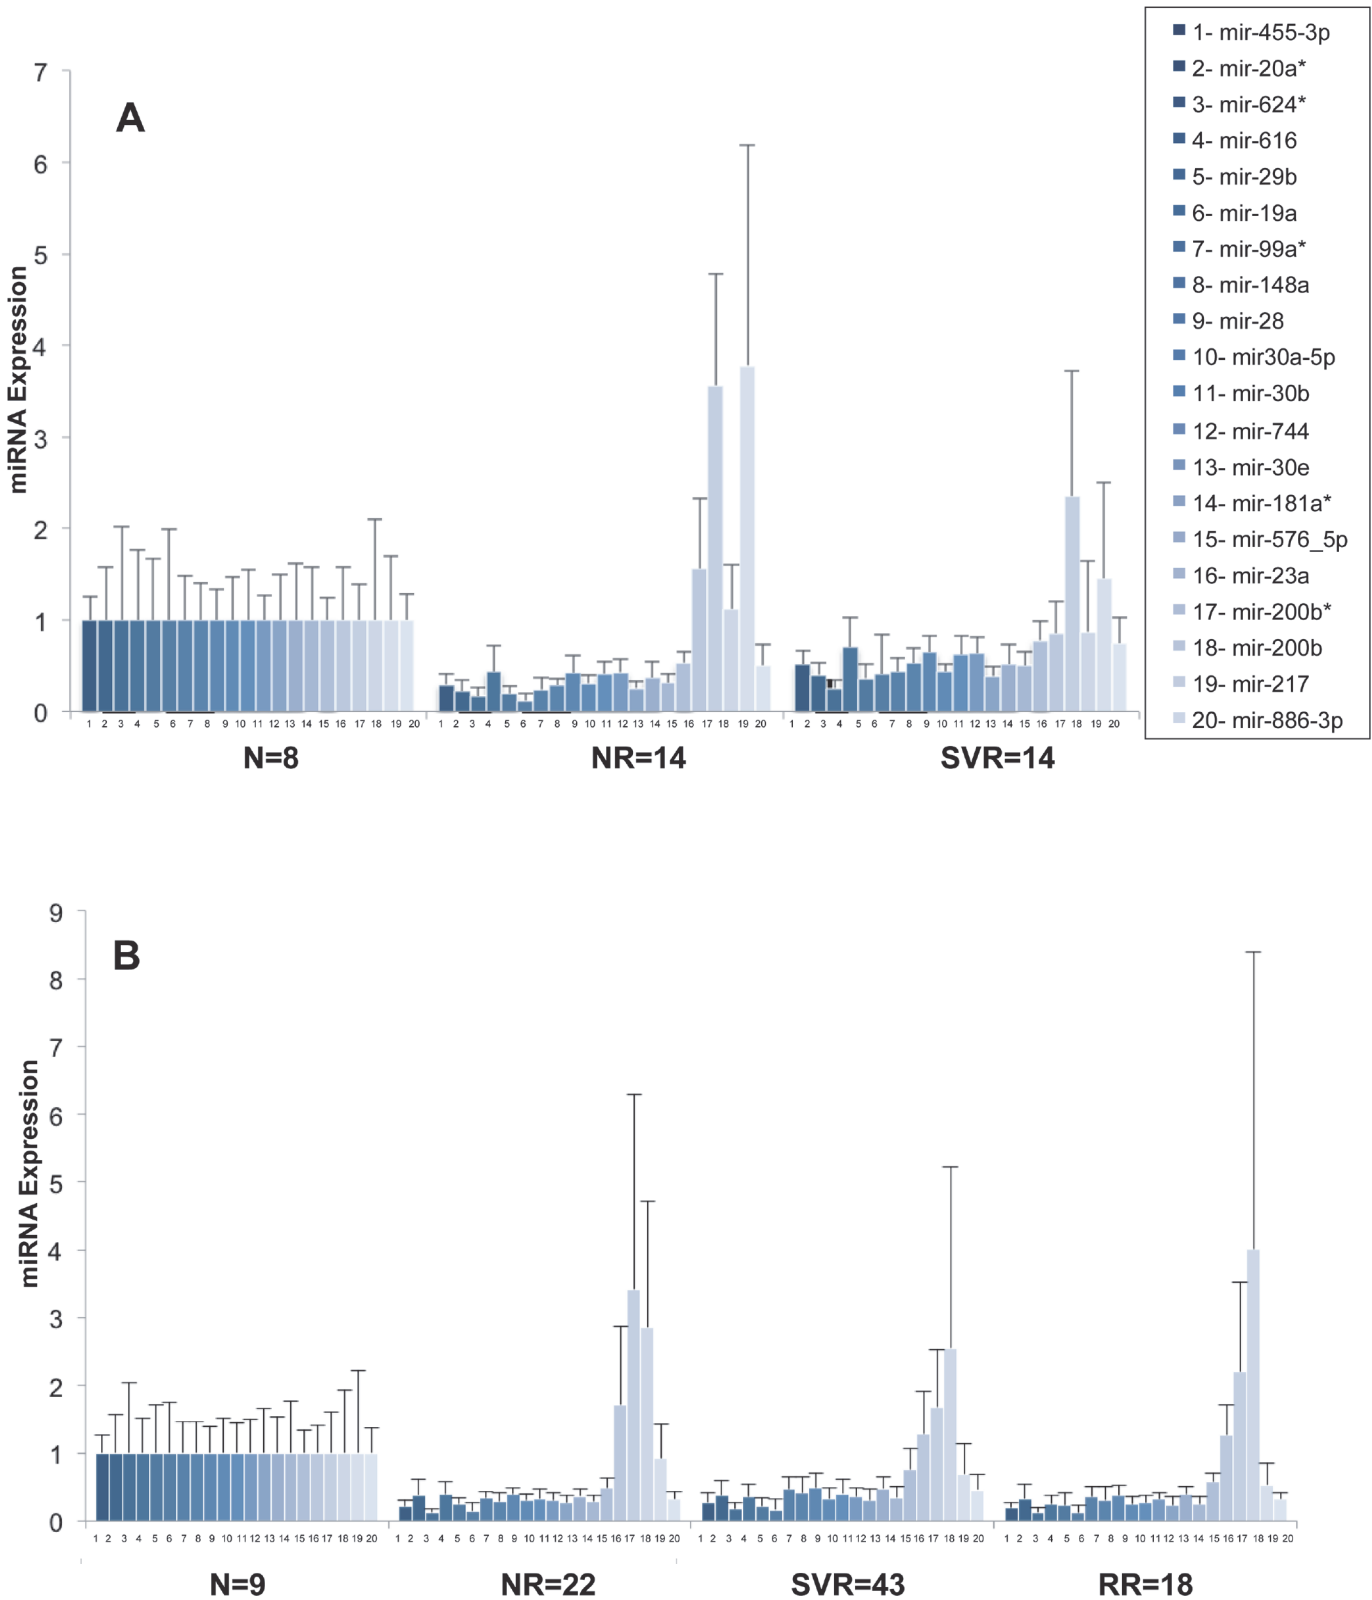 1- mir-455-3p
2- mir-20a*
3- mir-624*
4- mir-616
5- mir-29b
6- mir-19a
7- mir-99a*
8- mir-148a
9- mir-28
10- mir30a-5p
11- mir-30b
12- mir-744
13- mir-30e
14- mir-181a*
15- mir-576_5p
16- mir-23a
17- mir-200b*
18- mir-200b
19- mir-217
20- mir-886-3p
A
miRNA Expression
7
6
5
4
3
2
1
0
1 2 3 4 5 6 7 8 9 10 11 12 13 14 15 16 17 18 19 20 1 2 3 4 5 6 7 8 9 10 11 12 13 14 15 16 17 18 19 20 1 2 3 4 5 6 7 8 9 10 11 12 13 14 15 16 17 18 19 20
N=8 NR=14 SVR=14
B
miRNA Expression
9
8
7
6
5
4
3
2
1
0
1 2 3 4 5 6 7 8 9 10 11 12 13 14 15 16 17 18 19 20 1 2 3 4 5 6 7 8 9 10 11 12 13 14 15 16 17 18 19 20 1 2 3 4 5 6 7 8 9 10 11 12 13 14 15 16 17 18 19 20 1 2 3 4 5 6 7 8 9 10 11 12 13 14 15 16 17 18 19 20
N=9 NR=22 SVR=43 RR=18